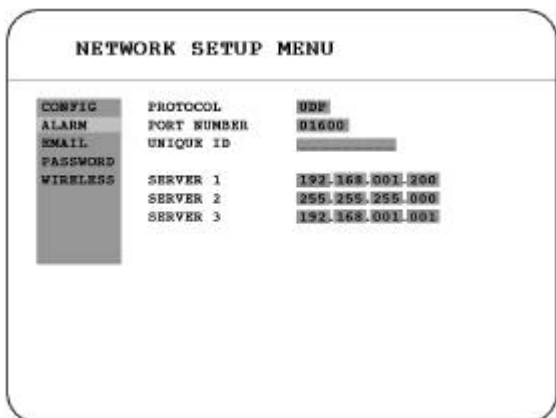 NETWORK SETUP MENU
CONFIG PROTOCOL UDP
ALARM PORT NUMBER 01600
EMAIL UNIQUE ID
PASSWORD
WIRELESS SERVER 1 192.168.001.200
SERVER 2 255.255.255.000
SERVER 3 192.168.001.001